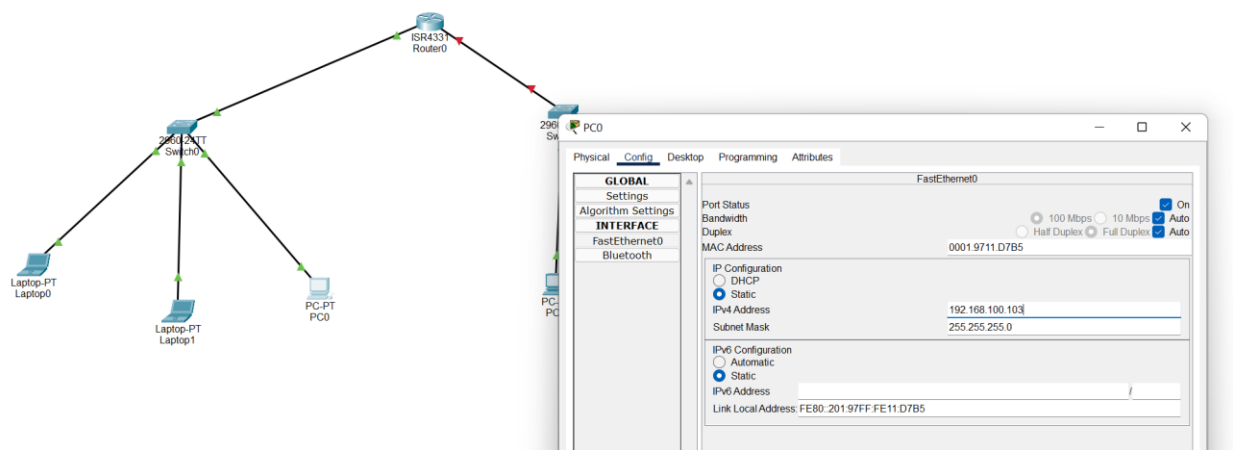 ISR4331
Router0
2960-24TT
Switch0
Laptop-PT
Laptop0
Laptop-PT
Laptop1
PC-PT
PC0
PC0
Physical Config Desktop Programming Attributes
GLOBAL
Settings
Algorithm Settings
INTERFACE
FastEthernet0
Bluetooth
FastEthernet0
Port Status On
Bandwidth 100 Mbps 10 Mbps Auto
Duplex Half Duplex Full Duplex Auto
MAC Address 0001.9711.D7B5
IP Configuration
DHCP
Static
IPv4 Address 192.168.100.103
Subnet Mask 255.255.255.0
IPv6 Configuration
Automatic
Static
IPv6 Address /
Link Local Address: FE80::201:97FF:FE11:D7B5